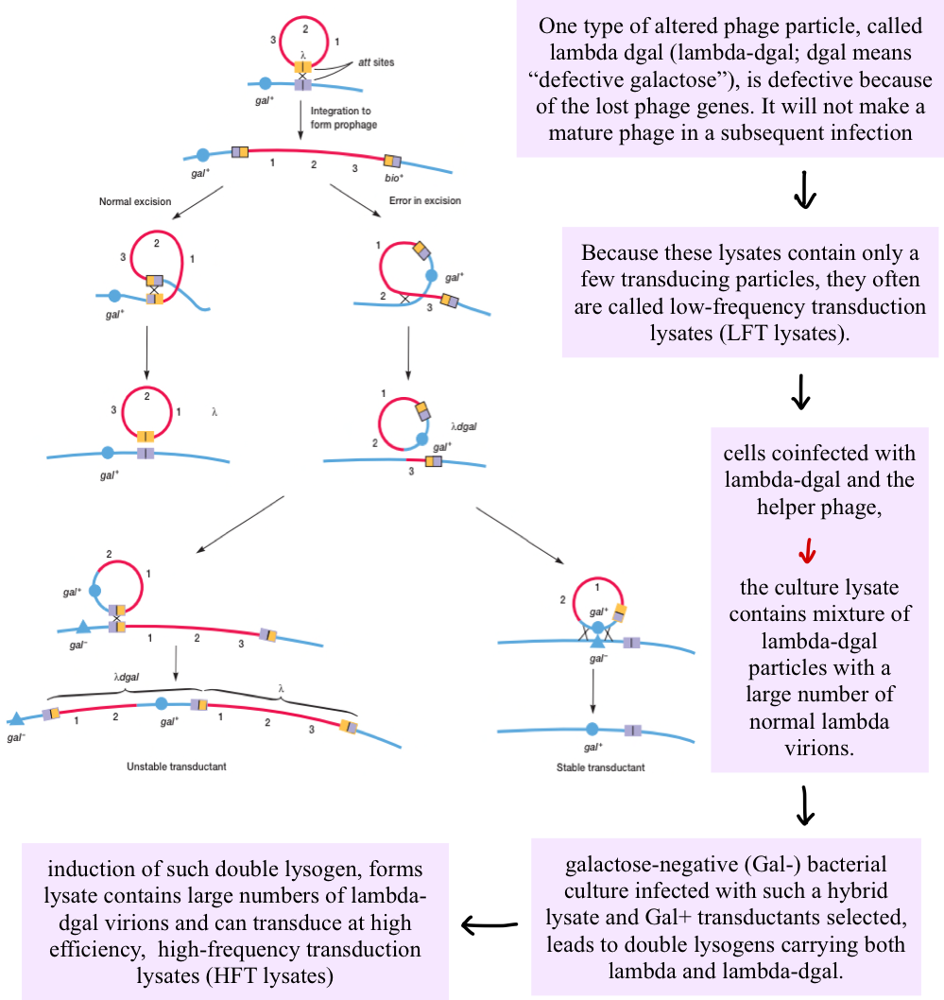 2
3
1
λ
att sites
gal⁺
Integration to
form prophage
gal⁺
1
2
3
bio⁺
Normal excision
Error in excision
2
3
1
gal⁺
1
gal⁺
2
3
2
3
1
λ
gal⁺
1
λdgal
2
gal⁺
3
2
1
gal⁺
gal⁻
1
2
3
λdgal
λ
gal⁻
1
2
gal⁺
1
2
3
Unstable transductant
1
2
gal⁺
gal⁻
gal⁺
Stable transductant
One type of altered phage particle, called
lambda dgal (lambda-dgal; dgal means
“defective galactose”), is defective because
of the lost phage genes. It will not make a
mature phage in a subsequent infection
Because these lysates contain only a
few transducing particles, they often
are called low-frequency transduction
lysates (LFT lysates).
cells coinfected with
lambda-dgal and the
helper phage,
the culture lysate
contains mixture of
lambda-dgal
particles with a
large number of
normal lambda
virions.
galactose-negative (Gal-) bacterial
culture infected with such a hybrid
lysate and Gal+ transductants selected,
leads to double lysogens carrying both
lambda and lambda-dgal.
induction of such double lysogen, forms
lysate contains large numbers of lambda-
dgal virions and can transduce at high
efficiency, high-frequency transduction
lysates (HFT lysates)